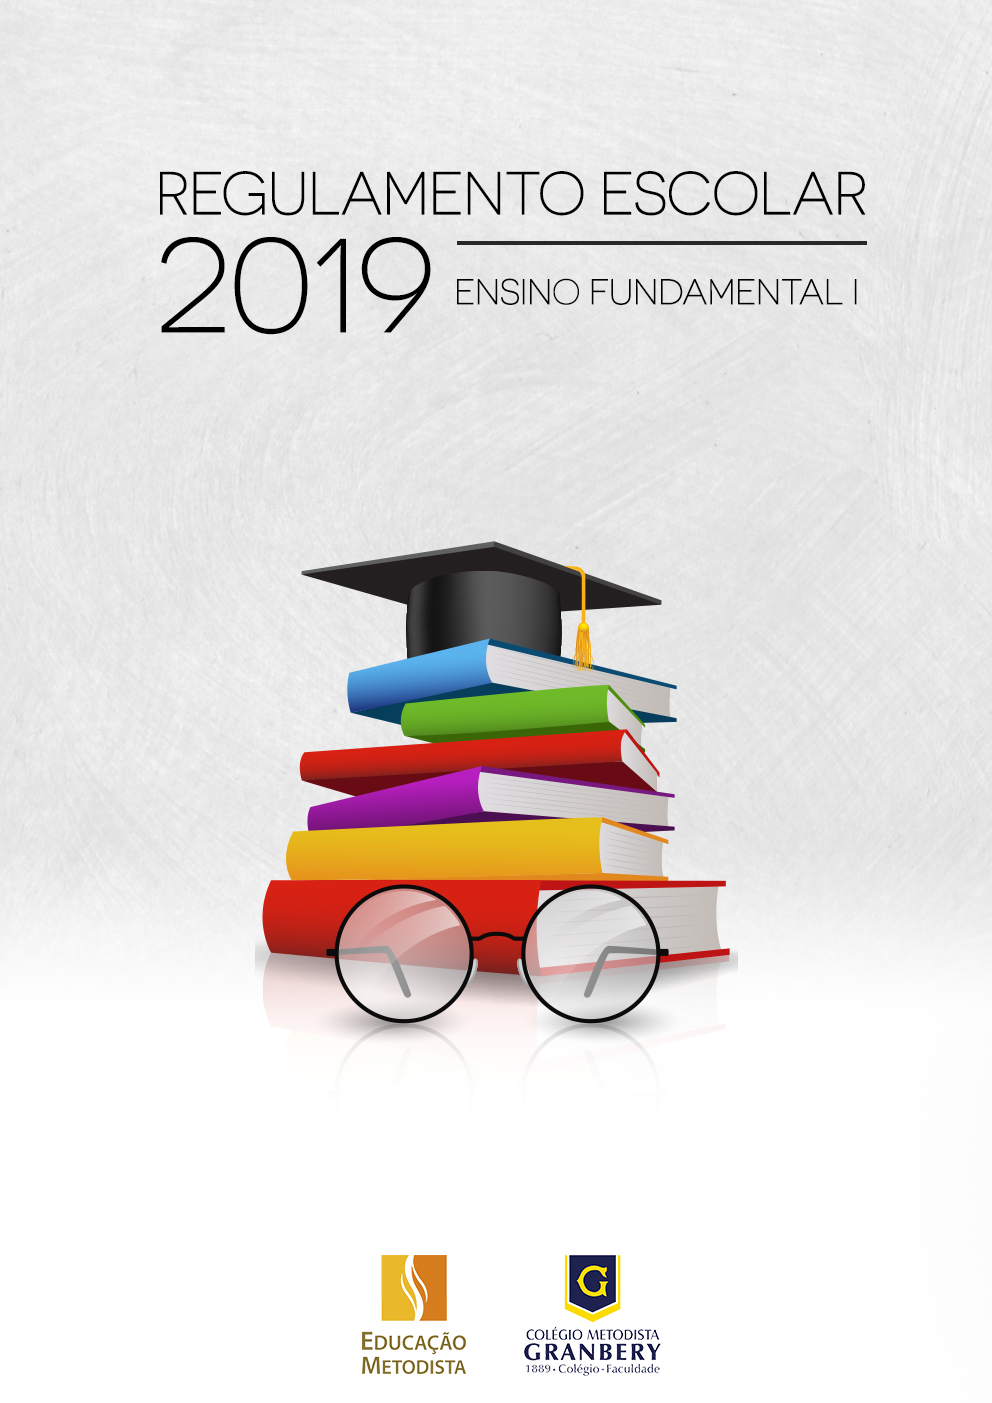 REGULAMENTO ESCOLAR
2019
ENSINO FUNDAMENTAL I
EDUCAÇÃO
METODISTA
G
COLÉGIO METODISTA
GRANBERY
1889 • Colégio - Faculdade